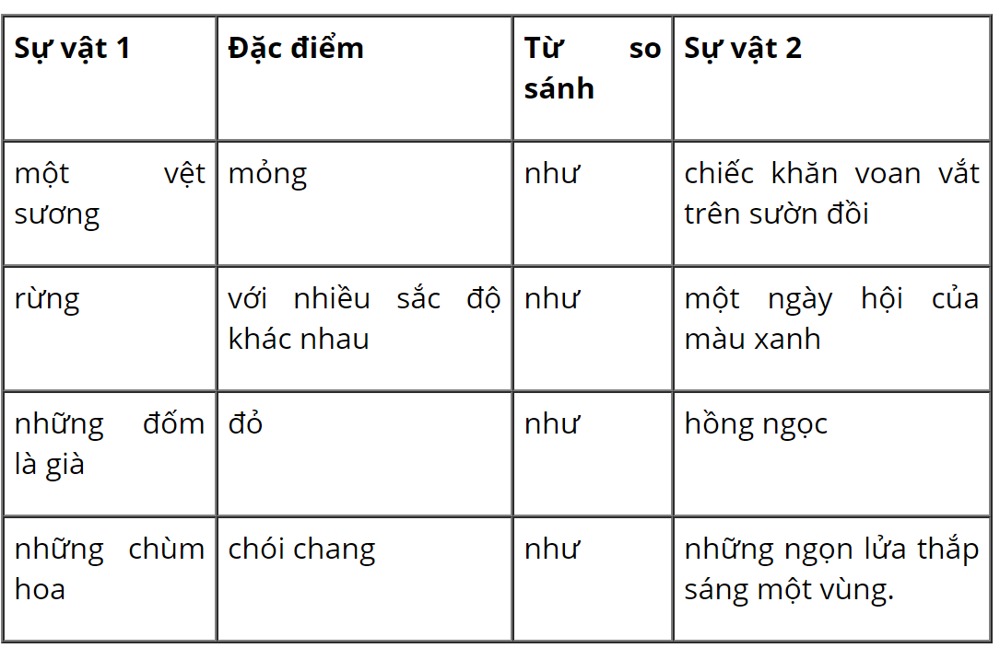 Sự vật 1
Đặc điểm
Từ so
sánh
Sự vật 2
một vệt
sương
mỏng
như
chiếc khăn voan vắt
trên sườn đồi
rừng
với nhiều sắc độ
khác nhau
như
một ngày hội của
màu xanh
những đốm
là già
đỏ
như
hồng ngọc
những chùm
hoa
chói chang
như
những ngọn lửa thắp
sáng một vùng.